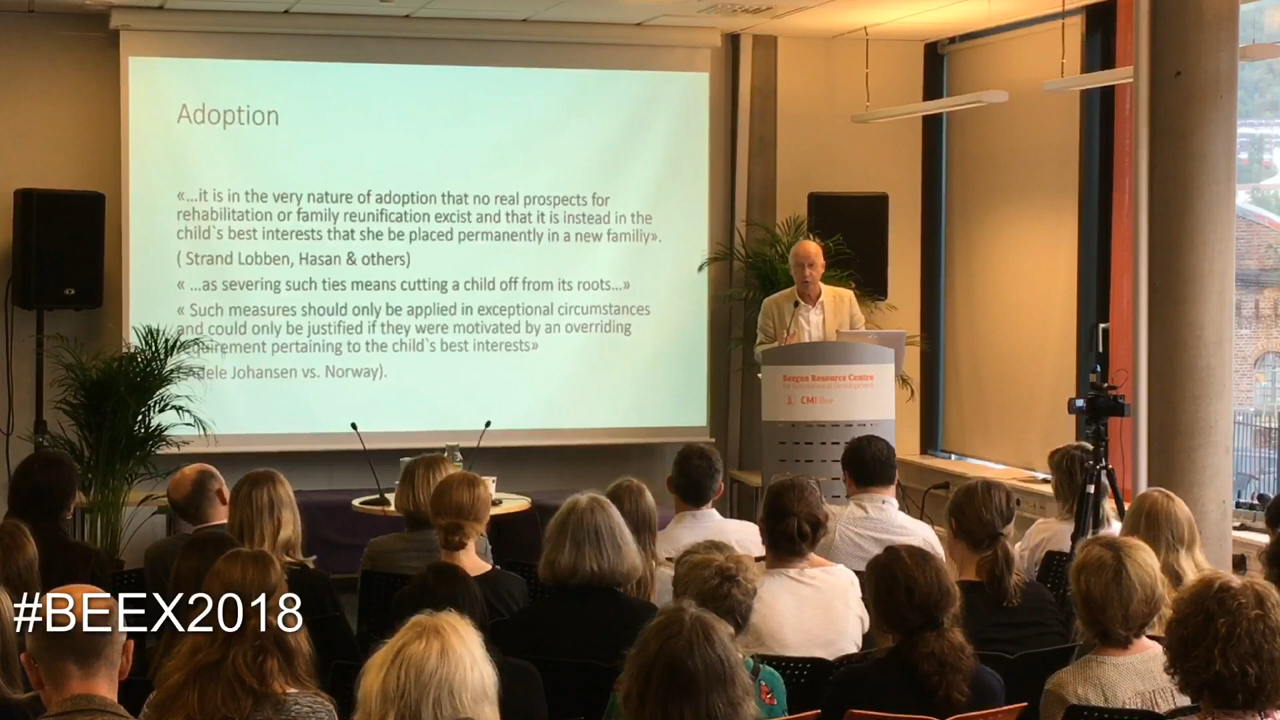 Adoption
«...it is in the very nature of adoption that no real prospects for
rehabilitation or family reunification excist and that it is instead in the
child`s best interests that she be placed permanently in a new familiy».
( Strand Lobben, Hasan & others)
« ...as severing such ties means cutting a child off from its roots...»
« Such measures should only be applied in exceptional circumstances
and could only be justified if they were motivated by an overriding
requirement pertaining to the child`s best interests»
(Adele Johansen vs. Norway).
Bergen Resource Centre
for International Development
CMI
#BEEX2018